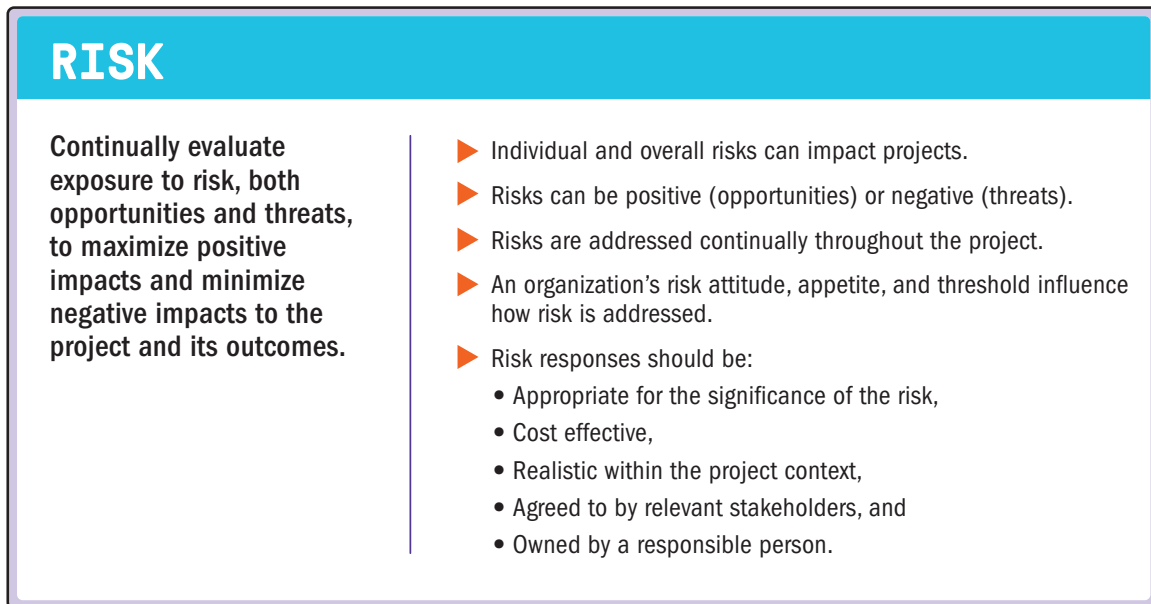 RISK
Continually evaluate
exposure to risk, both
opportunities and threats,
to maximize positive
impacts and minimize
negative impacts to the
project and its outcomes.
Individual and overall risks can impact projects.
Risks can be positive (opportunities) or negative (threats).
Risks are addressed continually throughout the project.
An organization’s risk attitude, appetite, and threshold influence
how risk is addressed.
Risk responses should be:
• Appropriate for the significance of the risk,
• Cost effective,
• Realistic within the project context,
• Agreed to by relevant stakeholders, and
• Owned by a responsible person.